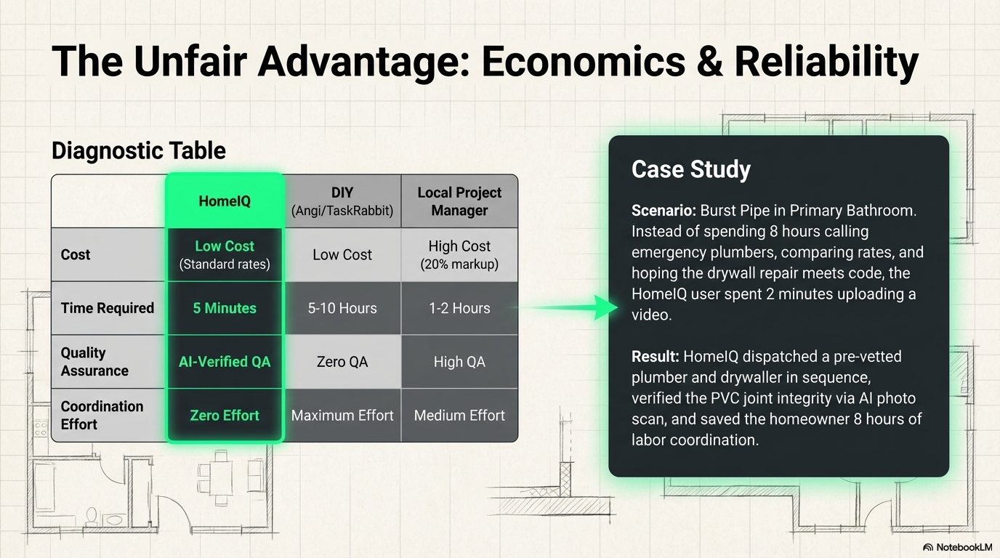 The Unfair Advantage: Economics & Reliability
Diagnostic Table
HomeIQ
DIY
(Angi/TaskRabbit)
Local Project
Manager
Cost
Low Cost
(Standard rates)
Low Cost
High Cost
(20% markup)
Time Required
5 Minutes
5-10 Hours
1-2 Hours
Quality
Assurance
AI-Verified QA
Zero QA
High QA
Coordination
Effort
Zero Effort
Maximum Effort
Medium Effort
Case Study
Scenario: Burst Pipe in Primary Bathroom.
Instead of spending 8 hours calling
emergency plumbers, comparing rates, and
hoping the drywall repair meets code, the
HomeIQ user spent 2 minutes uploading a
video.
Result: HomeIQ dispatched a pre-vetted
plumber and drywaller in sequence,
verified the PVC joint integrity via AI photo
scan, and saved the homeowner 8 hours of
labor coordination.
NotebookLM